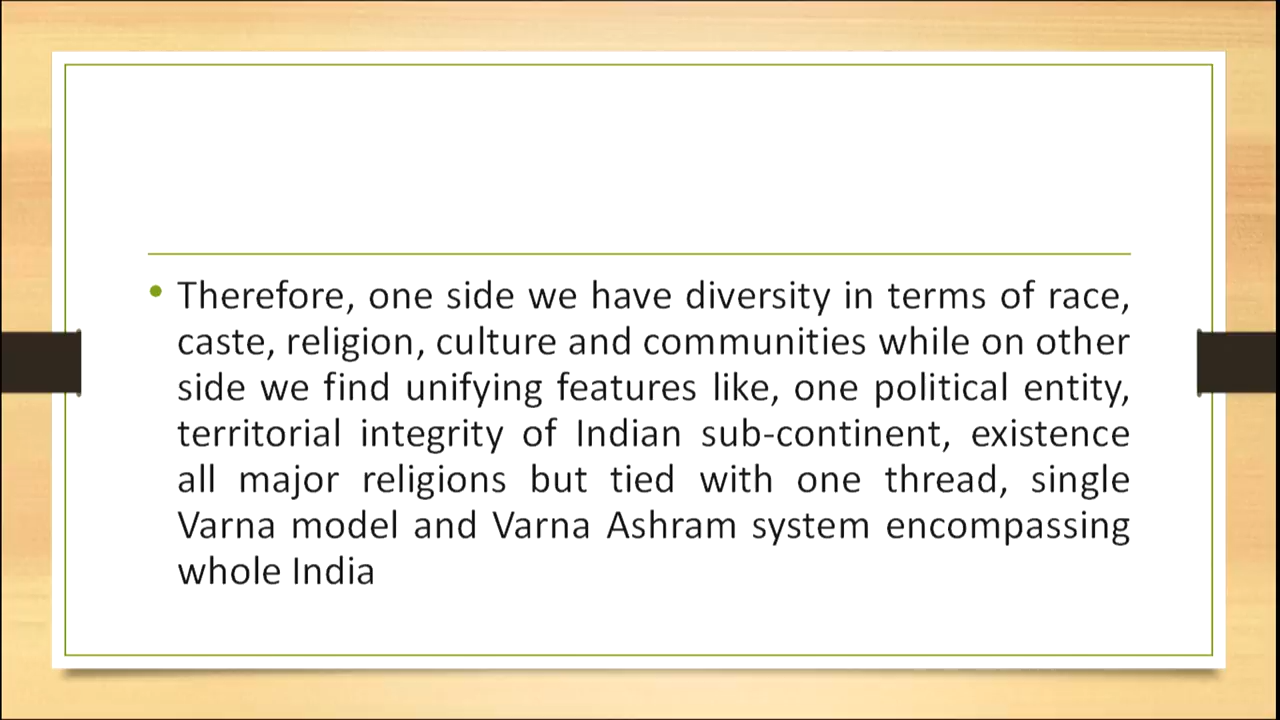 • Therefore, one side we have diversity in terms of race,
caste, religion, culture and communities while on other
side we find unifying features like, one political entity,
territorial integrity of Indian sub-continent, existence
all major religions but tied with one thread, single
Varna model and Varna Ashram system encompassing
whole India